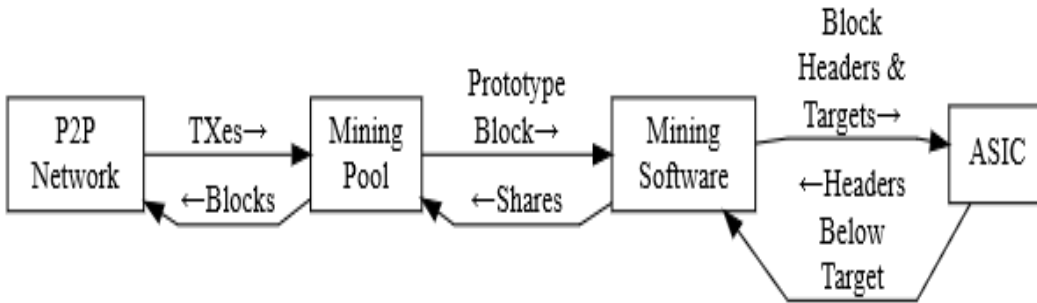 P2P
Network
TXes→
←Blocks
Mining
Pool
Prototype
Block→
←Shares
Mining
Software
Block
Headers &
Targets→
←Headers
Below
Target
ASIC